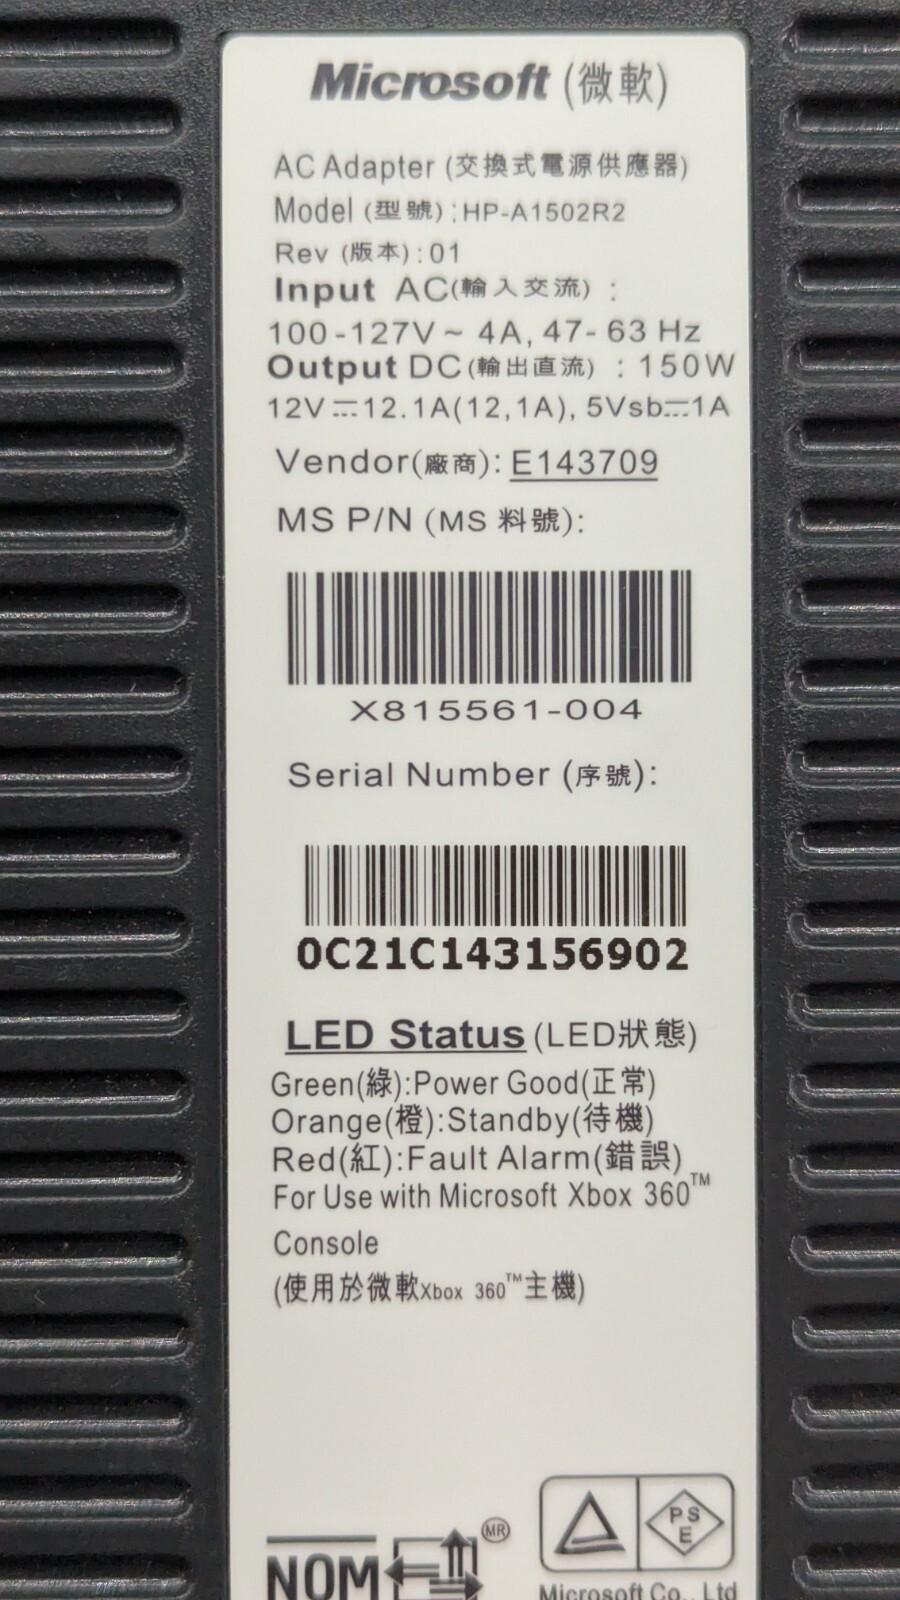 Microsoft (微軟)
AC Adapter (交換式電源供應器)
Model (型號) : HP-A1502R2
Rev (版本) : 01
Input AC(輸入交流) :
100-127V ~ 4A, 47- 63 Hz
Output DC(輸出直流) : 150W
12V⎓12.1A(12,1A), 5Vsb⎓1A
Vendor(廠商): E143709
MS P/N (MS 料號):
X815561-004
Serial Number (序號):
0C21C143156902
LED Status (LED狀態)
Green(綠):Power Good(正常)
Orange(橙):Standby(待機)
Red(紅):Fault Alarm(錯誤)
For Use with Microsoft Xbox 360™
Console
(使用於微軟Xbox 360™主機)
NOM MR PS E
Microsoft Co., Ltd